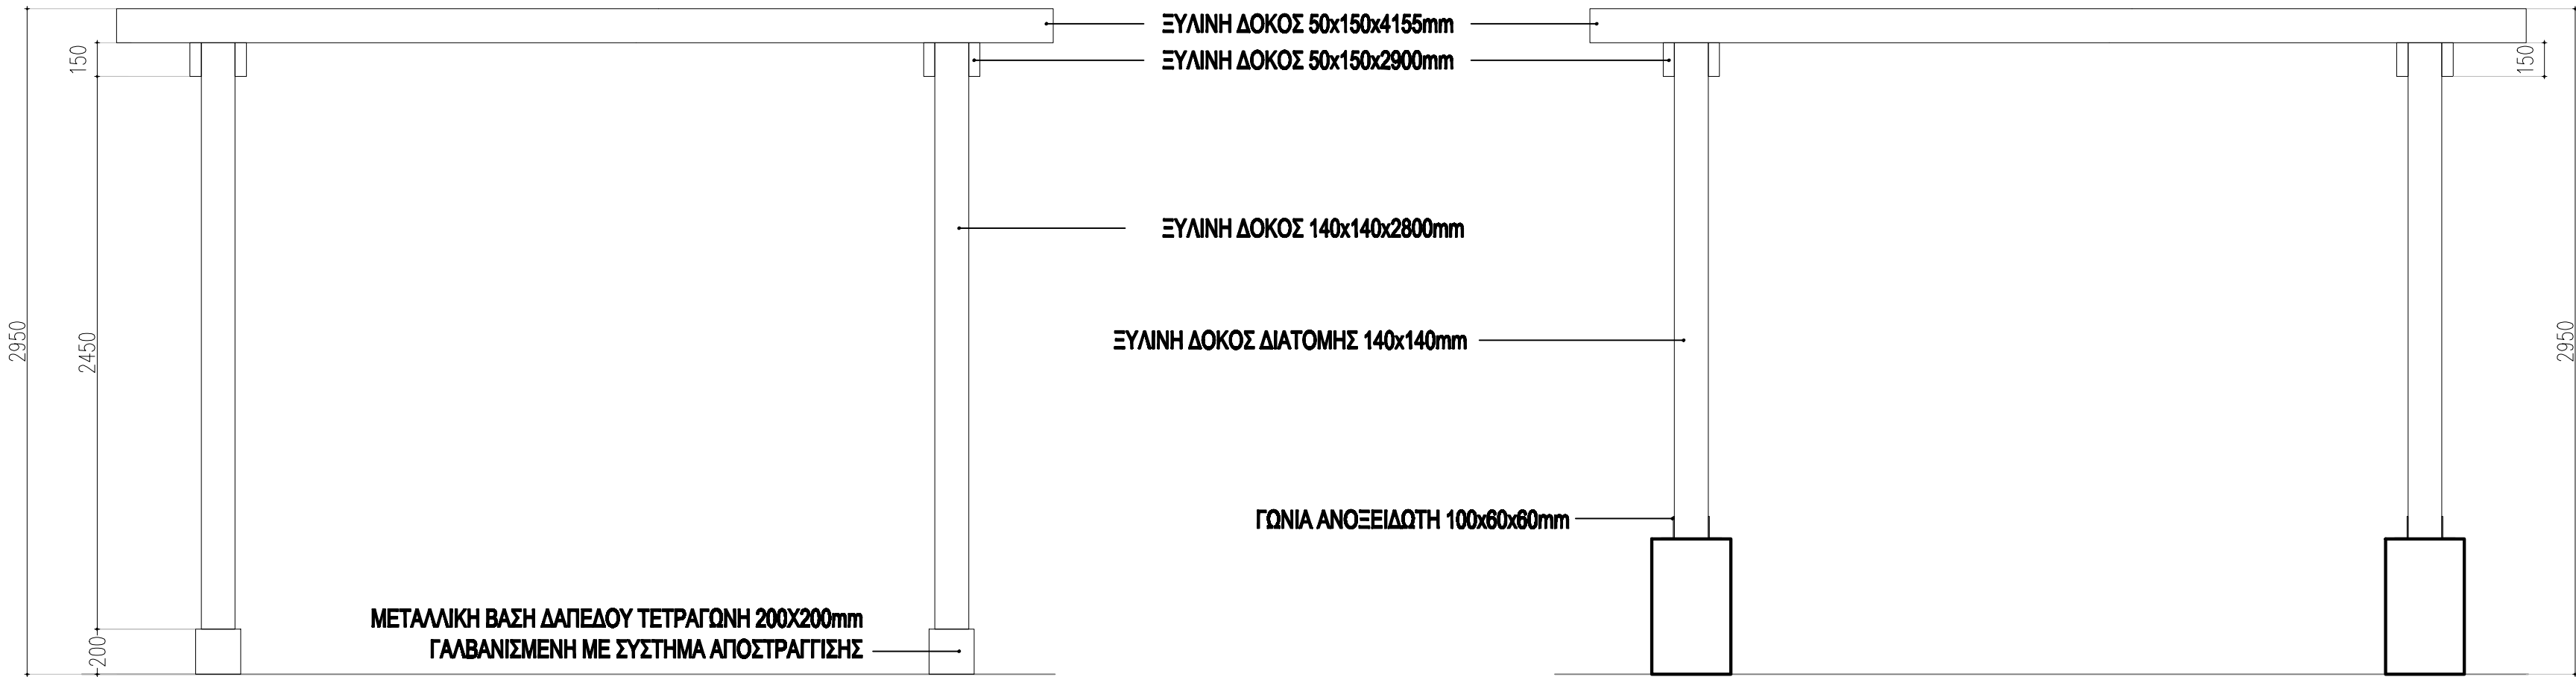 ΞΥΛΙΝΗ ΔΟΚΟΣ 50x150x4155mm
ΞΥΛΙΝΗ ΔΟΚΟΣ 50x150x2900mm
150
150
ΞΥΛΙΝΗ ΔΟΚΟΣ 140x140x2800mm
2950
2450
ΞΥΛΙΝΗ ΔΟΚΟΣ ΔΙΑΤΟΜΗΣ 140x140mm
2950
ΓΩΝΙΑ ΑΝΟΞΕΙΔΩΤΗ 100x60x60mm
ΜΕΤΑΛΛΙΚΗ ΒΑΣΗ ΔΑΠΕΔΟΥ ΤΕΤΡΑΓΩΝΗ 200Χ200mm
ΓΑΛΒΑΝΙΣΜΕΝΗ ΜΕ ΣΥΣΤΗΜΑ ΑΠΟΣΤΡΑΓΓΙΣΗΣ
200